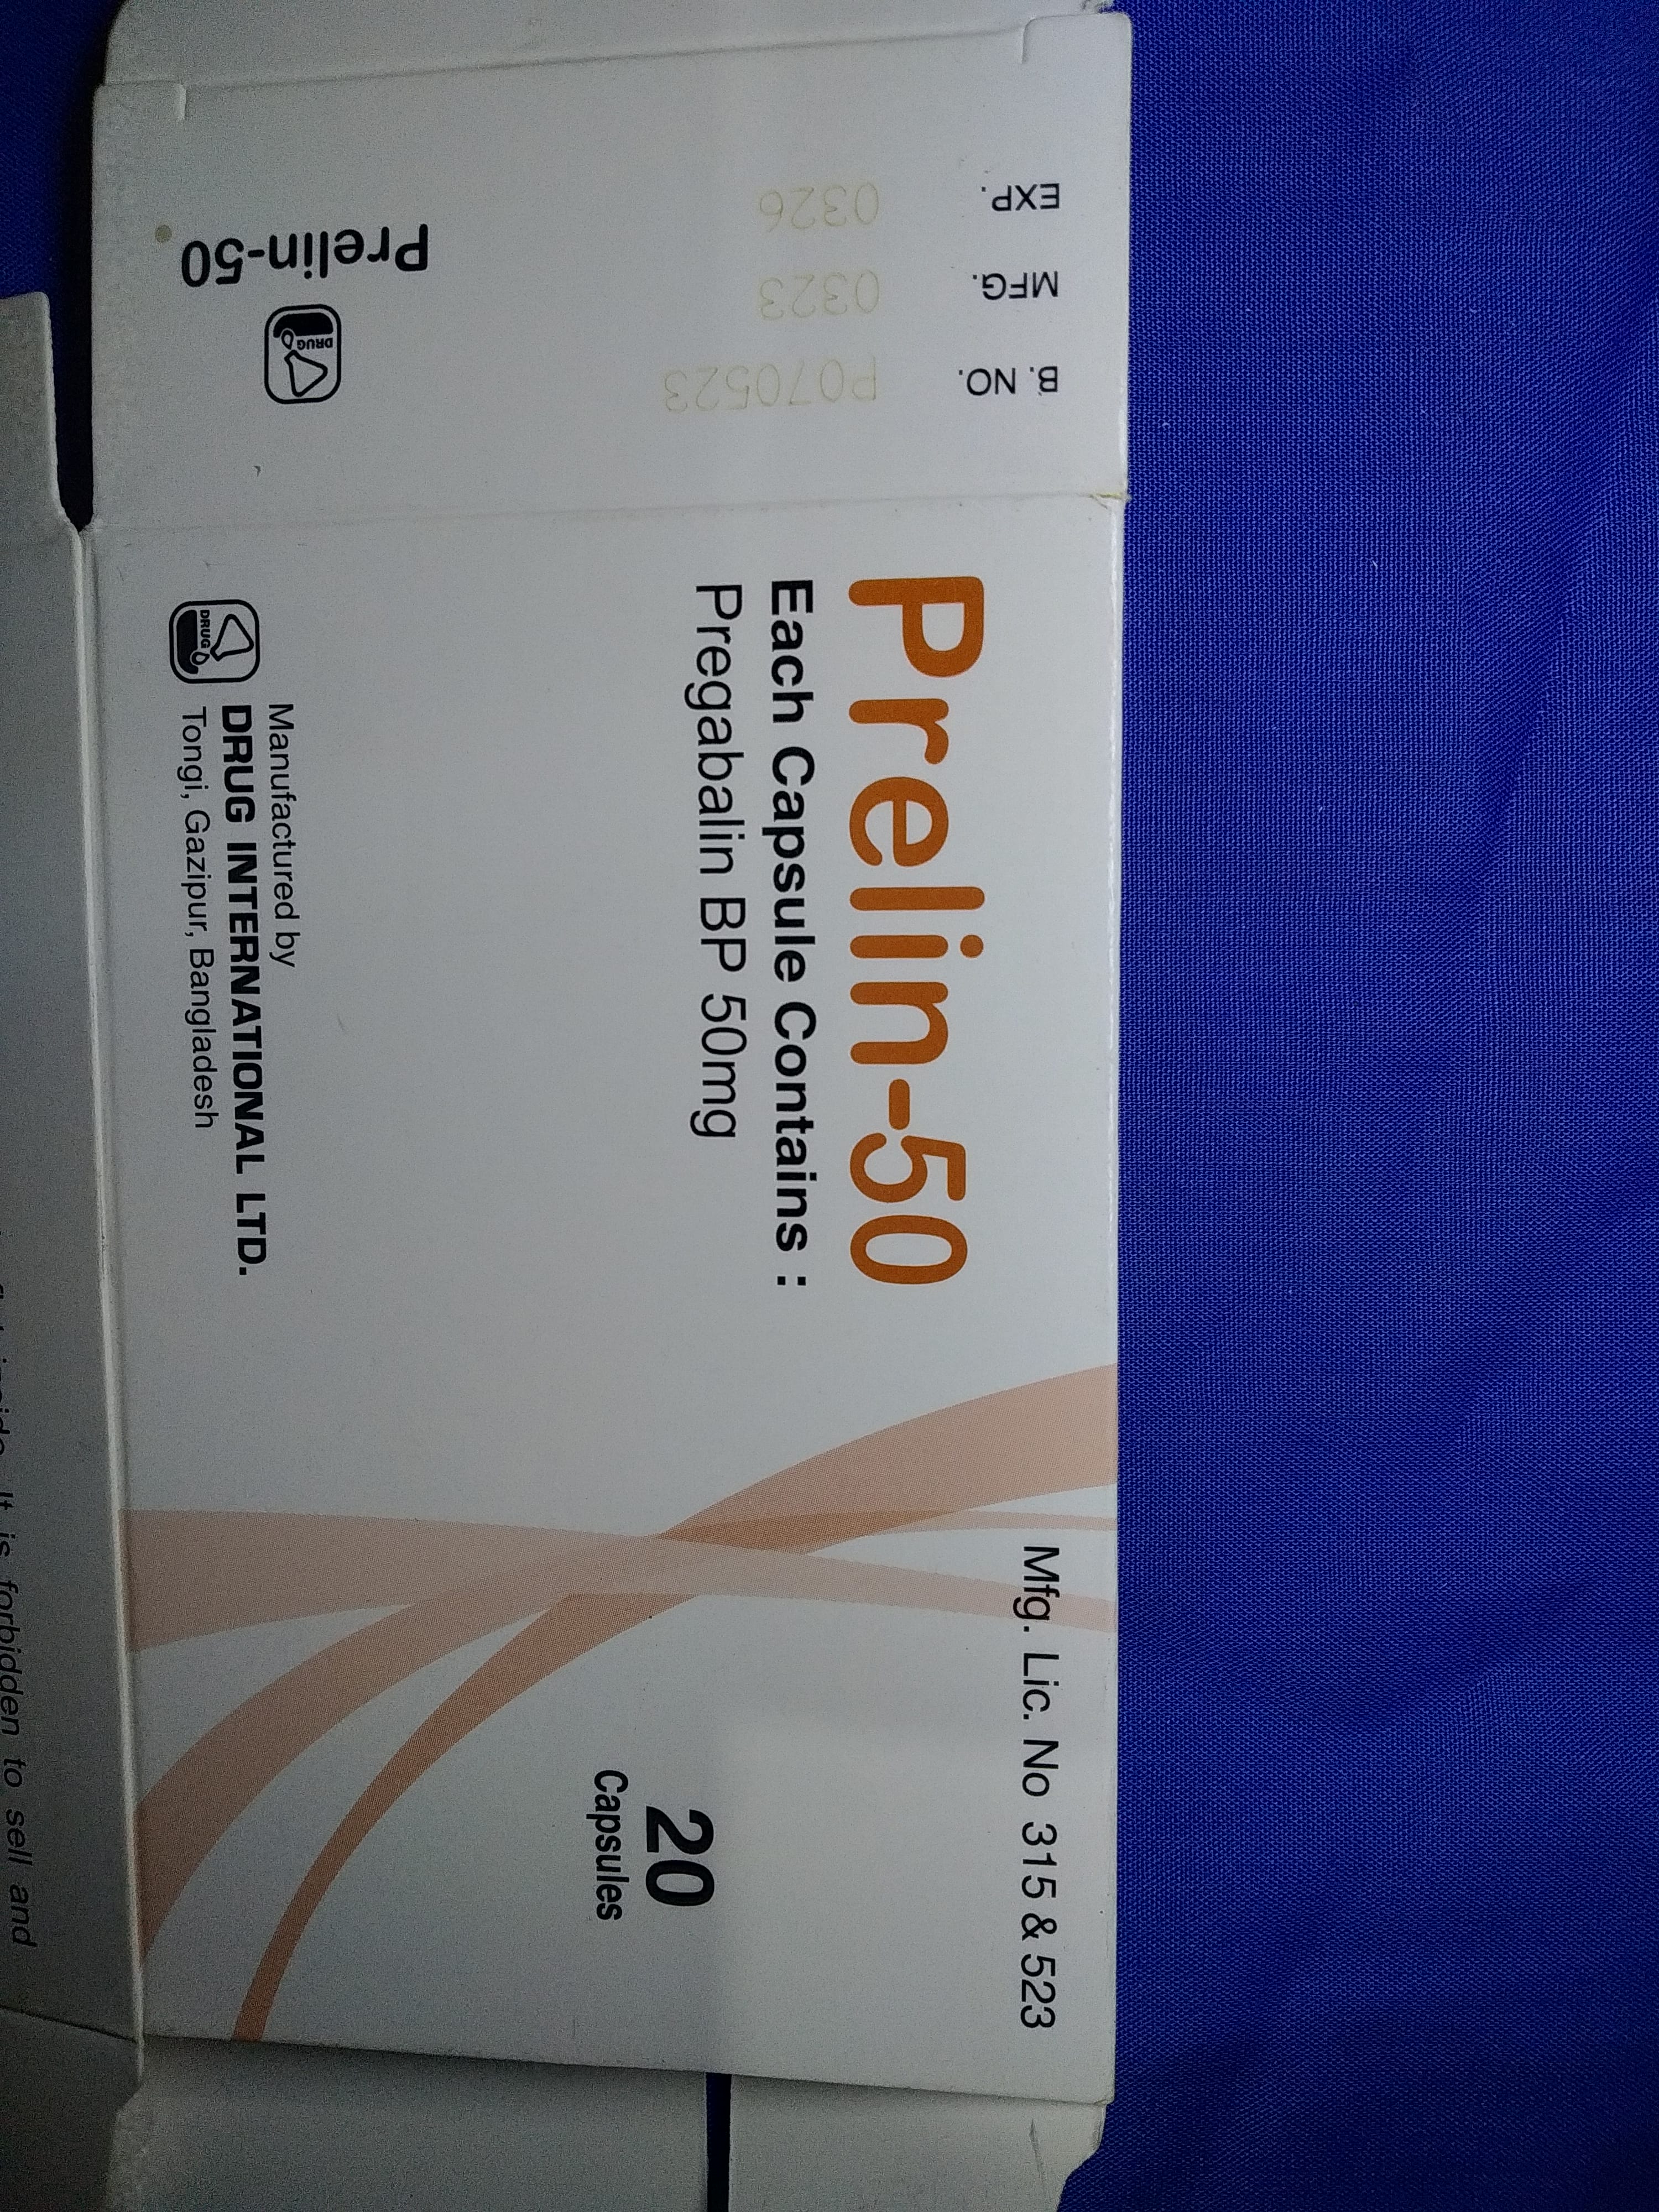 B. NO. P070523
MFG. 0323
EXP. 0326
Prelin-50
DRUG
Mfg. Lic. No 315 & 523
Prelin-50
Each Capsule Contains :
Pregabalin BP 50mg
20
Capsules
Manufactured by
DRUG INTERNATIONAL LTD.
Tongi, Gazipur, Bangladesh
DRUG
It is forbidden to sell and